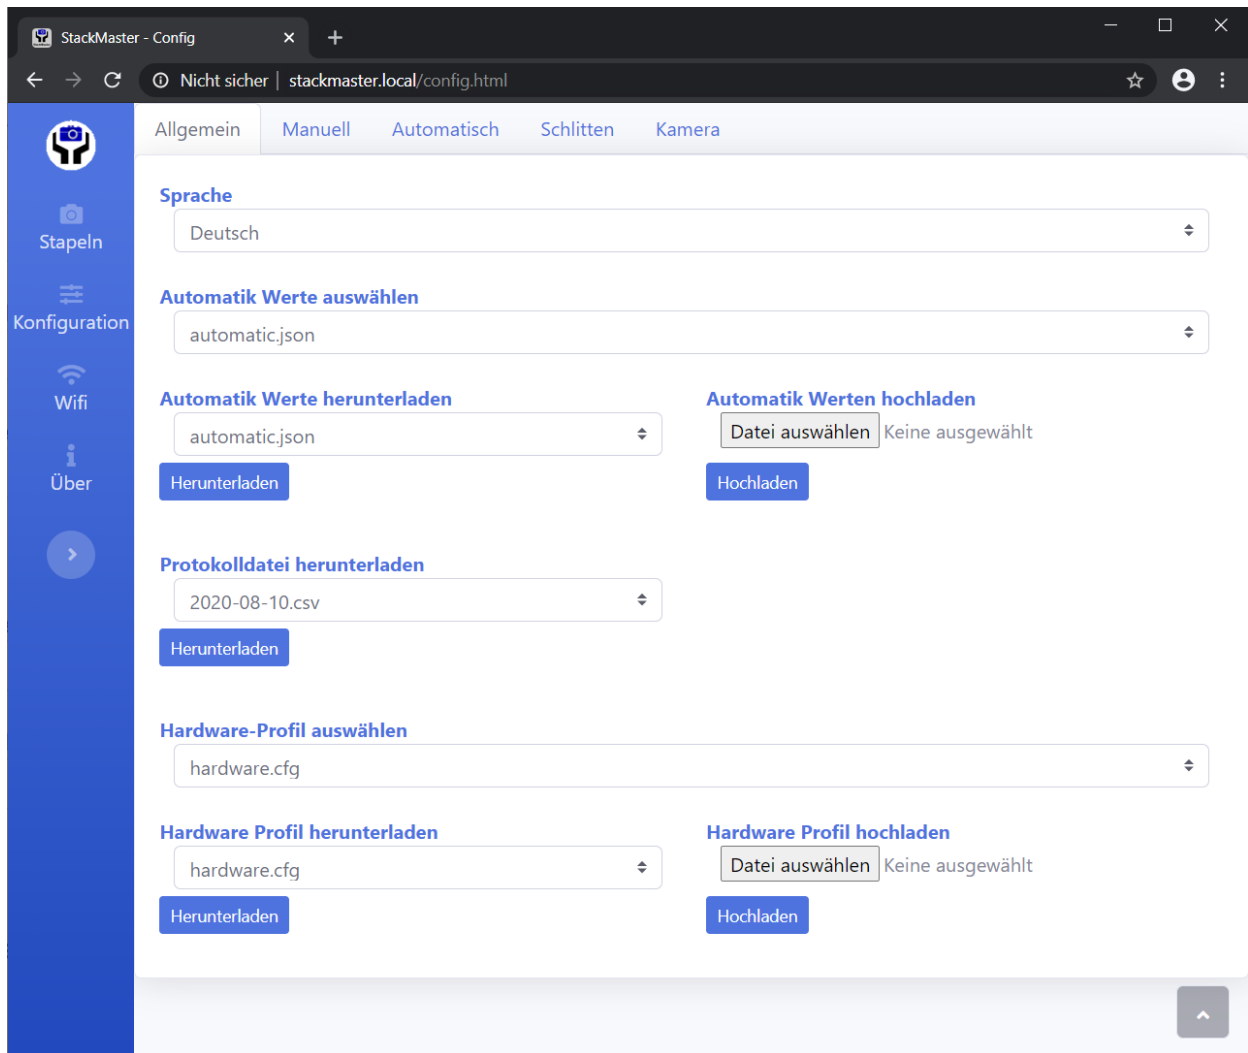 StackMaster - Config
Nicht sicher | stackmaster.local/config.html
Allgemein Manuell Automatisch Schlitten Kamera
Stapeln
Konfiguration
Wifi
Über
Sprache
Deutsch
Automatik Werte auswählen
automatic.json
Automatik Werte herunterladen
automatic.json
Herunterladen
Automatik Werten hochladen
Datei auswählen Keine ausgewählt
Hochladen
Protokolldatei herunterladen
2020-08-10.csv
Herunterladen
Hardware-Profil auswählen
hardware.cfg
Hardware Profil herunterladen
hardware.cfg
Herunterladen
Hardware Profil hochladen
Datei auswählen Keine ausgewählt
Hochladen